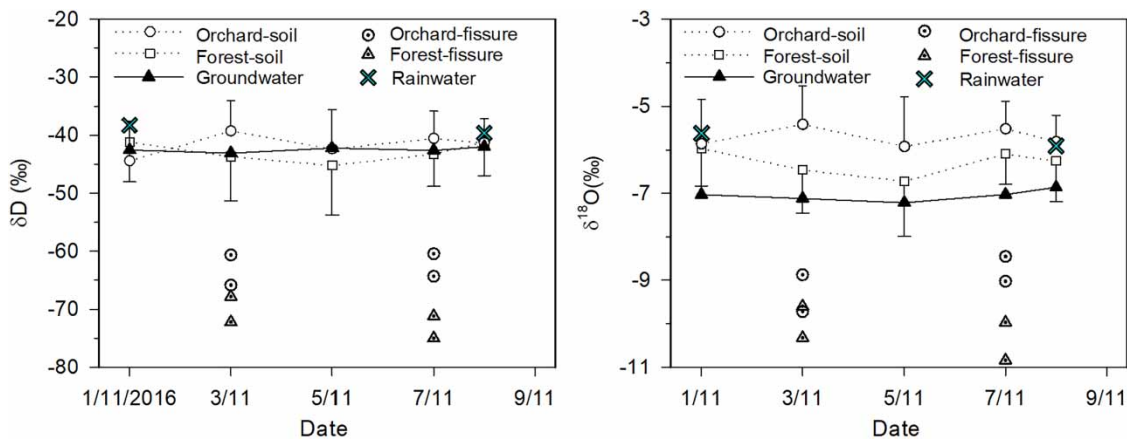 -20
-30
-40
-50
-60
-70
-80
δD (‰)
Orchard-soil
Forest-soil
Groundwater
Orchard-fissure
Forest-fissure
Rainwater
1/11/2016 3/11 5/11 7/11 9/11
Date
-3
-5
-7
-9
-11
δ¹⁸O(‰)
Orchard-soil
Forest-soil
Groundwater
Orchard-fissure
Forest-fissure
Rainwater
1/11 3/11 5/11 7/11 9/11
Date